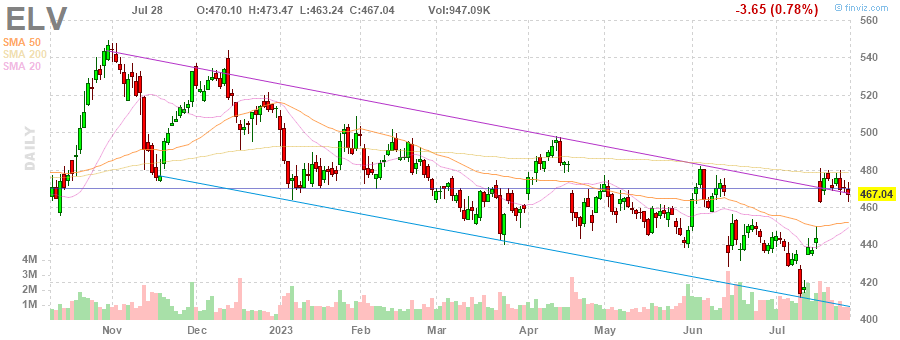 ELV
Jul 28 O:470.10 H:473.47 L:463.24 C:467.04 Vol:947.09K -3.65 (0.78%) © finviz.com
SMA 50
SMA 200
SMA 20
DAILY
560
540
520
500
480
467.04
460
440
420
400
4M
3M
2M
1M
Nov Dec 2023 Feb Mar Apr May Jun Jul